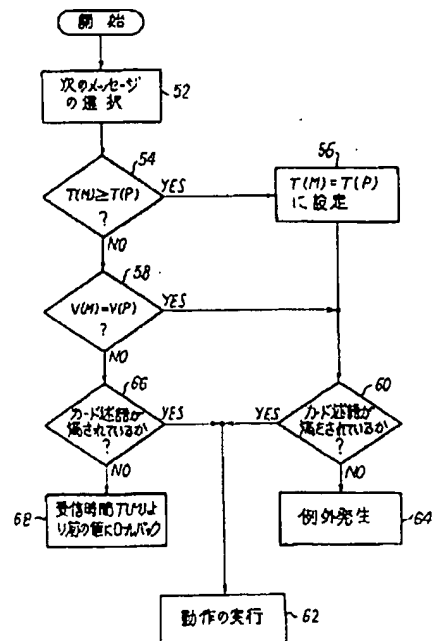 開始
次のメッセージ
の選択
52
54
T(M)≥T(P)
?
YES
NO
56
T(M)=T(P)
に設定
58
V(M)=V(P)
?
YES
NO
66
カード述語が
満されているか
?
YES
NO
60
カード述語が
満されているか
?
YES
NO
68
受信時間T(M)よ
り前の値にロールバック
例外発生
64
動作の実行
62